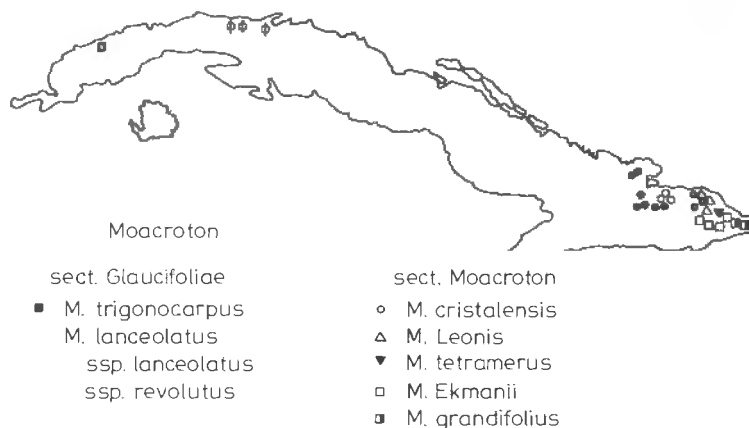 Moacroton
sect. Glaucifoliae
M. trigonocarpus
M. lanceolatus
ssp. lanceolatus
ssp. revolutus
sect. Moacroton
M. cristalensis
M. Leonis
M. tetramerus
M. Ekmanii
M. grandifolius